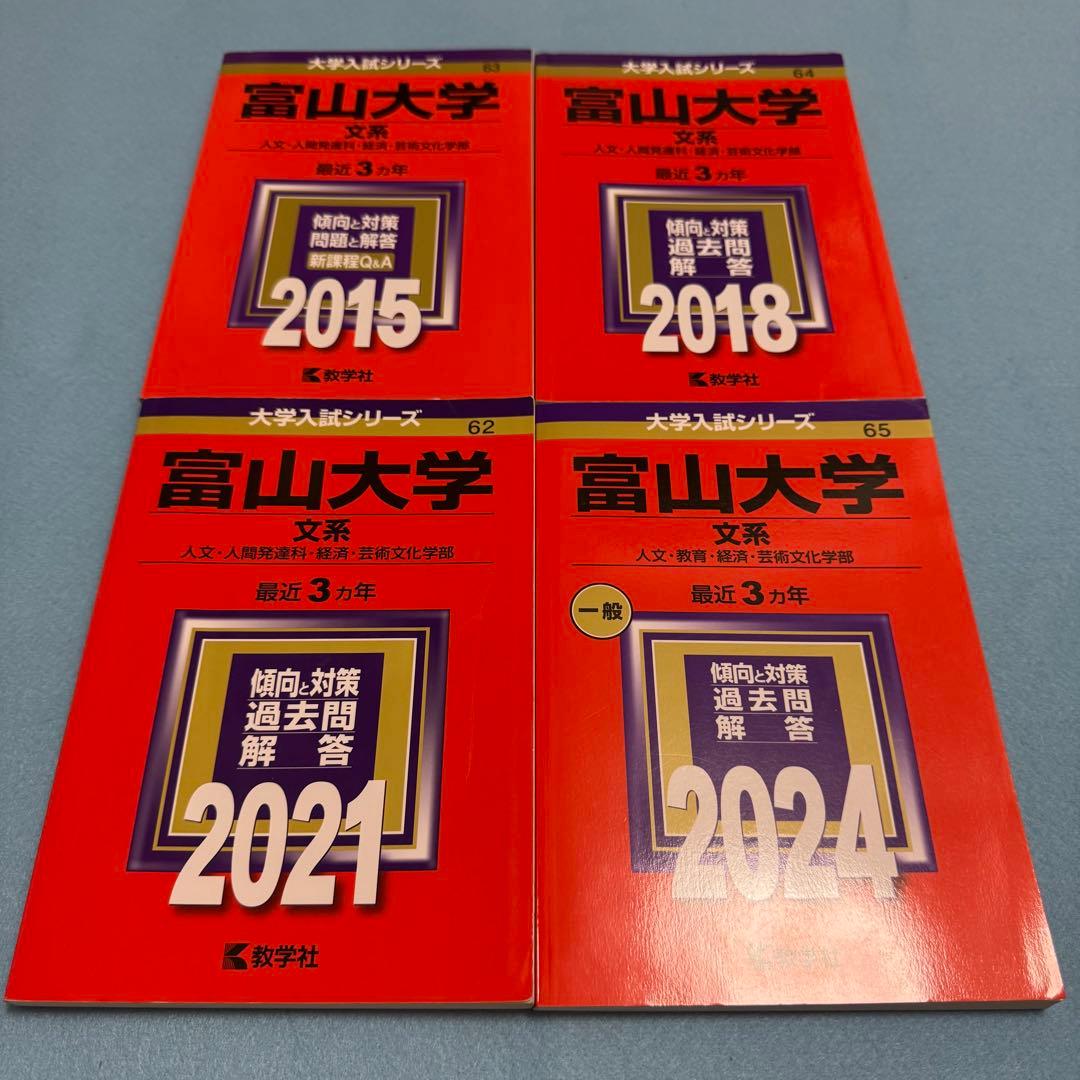 大学入試シリーズ
63
富山大学
文系
人文・人間発達科・経済・芸術文化学部
最近3カ年
傾向と対策
問題と解答
新課程Q&A
2015
教学社
大学入試シリーズ
64
富山大学
文系
人文・人間発達科・経済・芸術文化学部
最近3カ年
傾向と対策
過去問
解答
2018
教学社
大学入試シリーズ
62
富山大学
文系
人文・人間発達科・経済・芸術文化学部
最近3カ年
傾向と対策
過去問
解答
2021
教学社
大学入試シリーズ
65
富山大学
文系
人文・教育・経済・芸術文化学部
最近3カ年
一般
傾向と対策
過去問
解答
2024
教学社